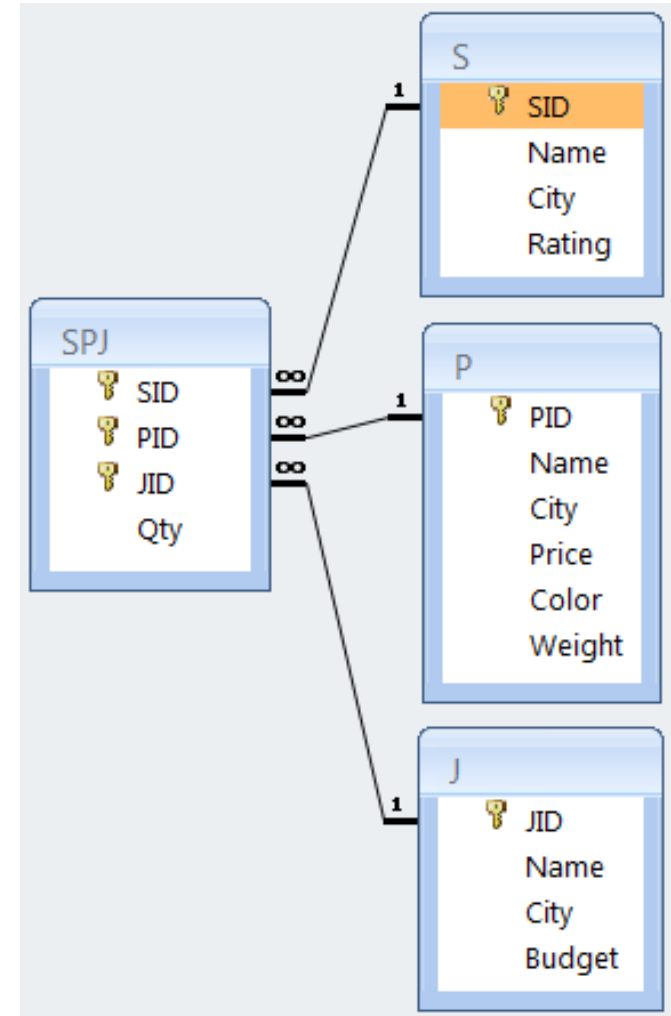 S
1
SID
Name
City
Rating
SPJ
∞
SID
∞
PID
∞
JID
Qty
P
1
PID
Name
City
Price
Color
Weight
J
1
JID
Name
City
Budget